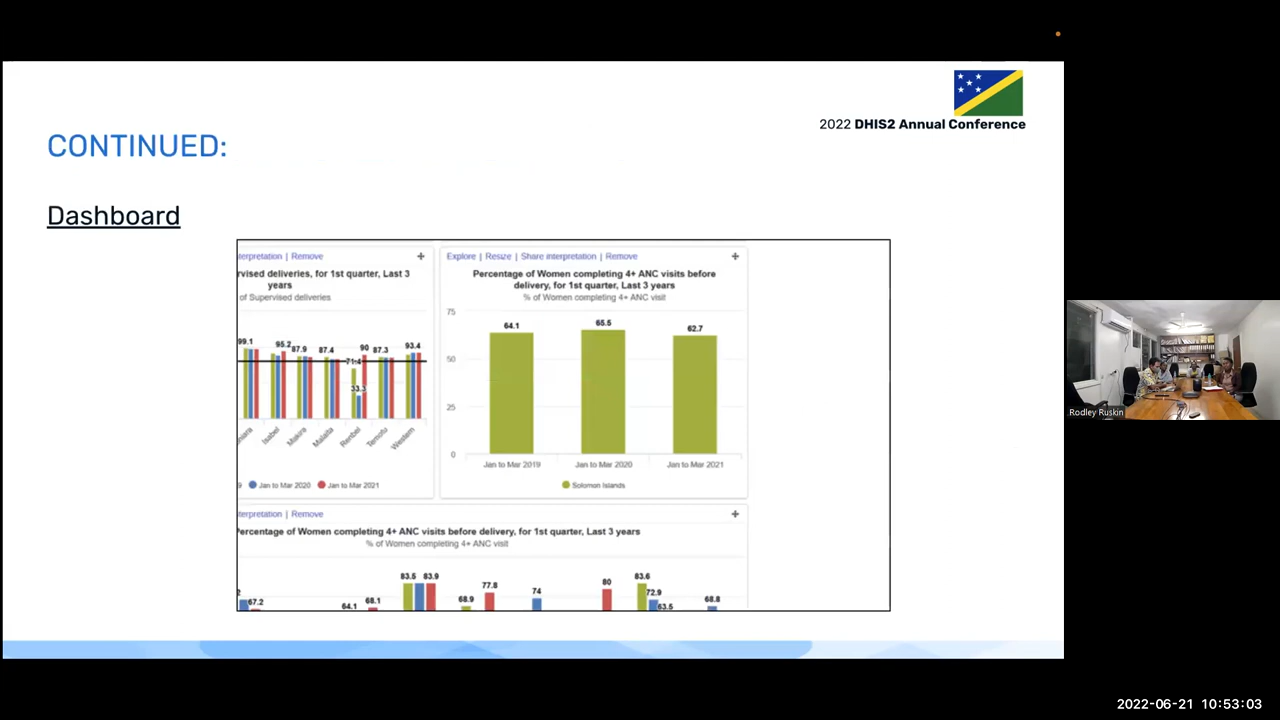 2022 DHIS2 Annual Conference
CONTINUED:
Dashboard
erpretation | Remove
rvised deliveries, for 1st quarter, Last 3
years
of Supervised deliveries
99.1
95.2
87.9
87.4
71.4
33.3
90
87.3
93.4
Isabel
Makira
Malaita
Renbel
Temotu
Western
9 Jan to Mar 2020 Jan to Mar 2021
Explore | Resize | Share interpretation | Remove
Percentage of Women completing 4+ ANC visits before
delivery, for 1st quarter, Last 3 years
% of Women completing 4+ ANC visit
75
50
25
0
64.1
65.5
62.7
Jan to Mar 2019
Jan to Mar 2020
Jan to Mar 2021
Solomon Islands
erpretation | Remove
Percentage of Women completing 4+ ANC visits before delivery, for 1st quarter, Last 3 years
% of Women completing 4+ ANC visit
2
67.2
64.1
68.1
83.5
83.9
68.9
77.8
74
80
83.6
72.9
63.5
68.8
Rodley Ruskin
2022-06-21 10:53:03